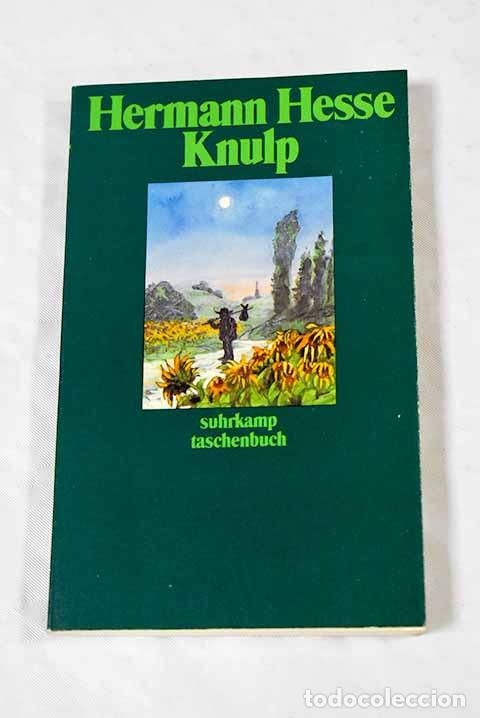 Hermann Hesse
Knulp
suhrkamp
taschenbuch
todocoleccion